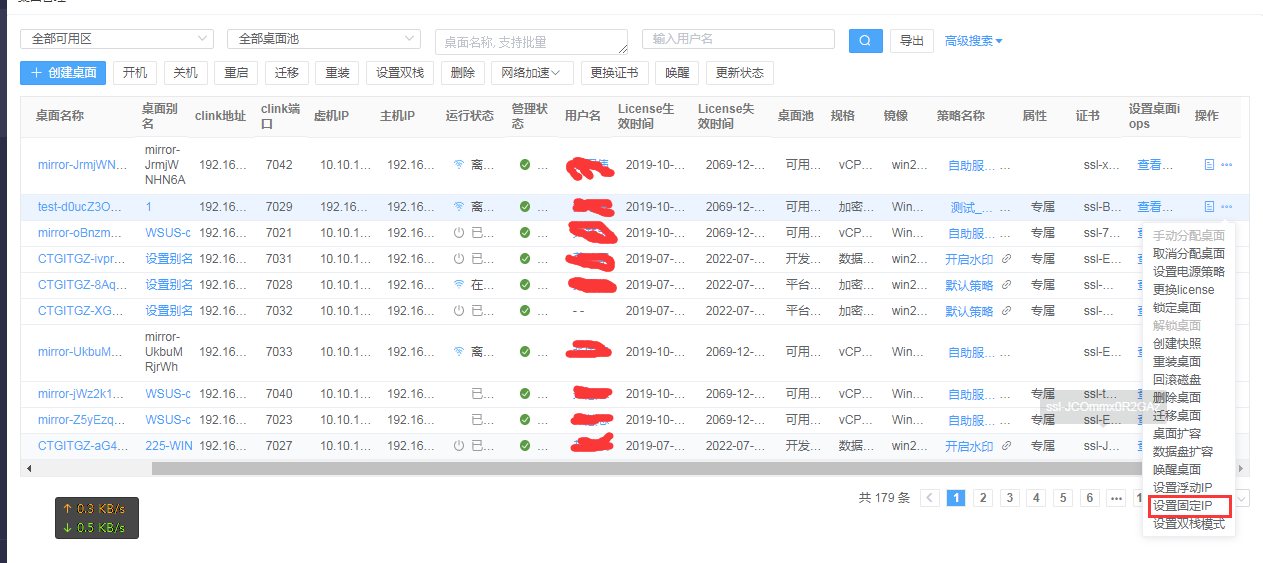 全部可用区
全部桌面池
桌面名称, 支持批量
输入用户名
导出
高级搜索
创建桌面 开机 关机 重启 迁移 重装 设置双栈 删除 网络加速 更换证书 唤醒 更新状态
桌面名称 桌面别名 clink地址 clink端口 虚机IP 主机IP 运行状态 管理状态 用户名 License生效时间 License失效时间 桌面池 规格 镜像 策略名称 属性 证书 设置桌面iops 操作
mirror-JrmjWN... mirror-JrmjWNHN6A 192.16... 7042 10.10.1... 192.16... 离... ... 2019-10-... 2069-12-... 可用... vCP... win2... 自助服... ... ssl-x... 查看...
test-d0ucZ3O... 1 192.16... 7029 192.16... 192.16... 离... ... 2019-10-... 2069-12-... 可用... 加密... Win... 测试_... ... 专属 ssl-B... 查看...
mirror-oBnzm... WSUS-c 192.16... 7021 10.10.1... 192.16... 已... ... 2019-10-... 2069-12-... 可用... vCP... win2... 自助服... ... 专属 ssl-7...
CTGITGZ-ivpr... 设置别名 192.16... 7031 10.10.1... 192.16... 已... ... 2019-07-... 2022-07-... 开发... 数据... win2... 开启水印 专属 ssl-E...
CTGITGZ-8Aq... 设置别名 192.16... 7028 10.10.1... 192.16... 在... ... 2019-07-... 2022-07-... 平台... 加密... win2... 默认策略 专属 ssl-E...
CTGITGZ-XG... 设置别名 192.16... 7032 10.10.1... 192.16... 已... ... - - 2019-07-... 2022-07-... 平台... 加密... win2... 默认策略 专属 ssl-...
mirror-UkbuM... mirror-UkbuMRjrWh 192.16... 7033 10.10.1... 192.16... 离... ... 2019-10-... 2069-12-... 可用... vCP... Win... 自助服... ... ssl-E...
mirror-jWz2k1... WSUS-c 192.16... 7040 10.10.1... 192.16... 已... ... 2019-10-... 2069-12-... 可用... vCP... Win... 自助服... ... 专属 ssl-t...
mirror-Z5yEzq... WSUS-c 192.16... 7023 10.10.1... 192.16... 已... ... 2019-10-... 2069-12-... 可用... vCP... win2... 自助服... ... 专属 ssl-E...
CTGITGZ-aG4... 225-WIN 192.16... 7027 10.10.1... 192.16... 已... ... 2019-07-... 2022-07-... 开发... 数据... win2... 开启水印 专属 ssl-J...
手动分配桌面
取消分配桌面
设置电源策略
更换license
锁定桌面
解锁桌面
创建快照
重装桌面
回滚磁盘
删除桌面
迁移桌面
桌面扩容
数据盘扩容
唤醒桌面
设置浮动IP
设置固定IP
设置双栈模式
共 179 条 1 2 3 4 5 6 •••
↑ 0.3 KB/s
↓ 0.5 KB/s